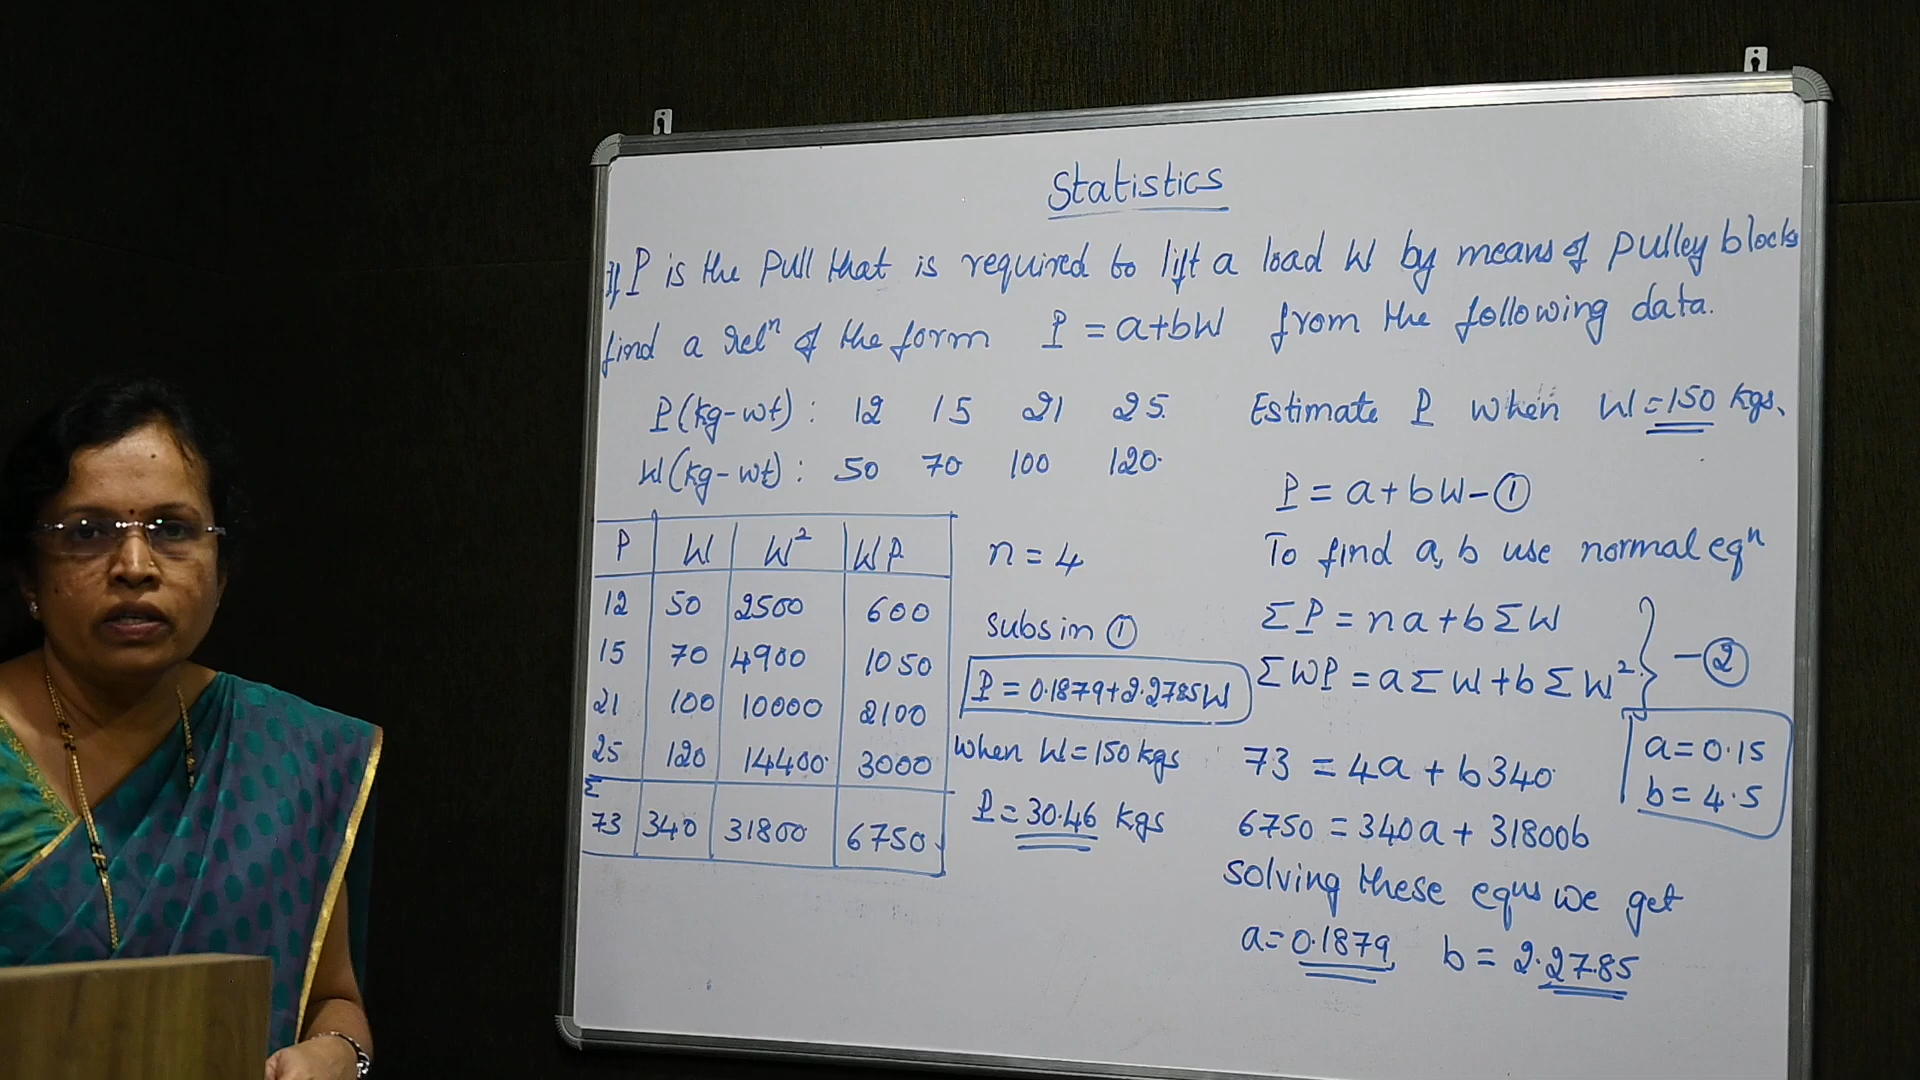 Statistics
If P is the pull that is required to lift a load W by means of pulley blocks
find a relⁿ of the form P = a+bW from the following data.
P(kg-wt) : 12 15 21 25.
W(kg-wt) : 50 70 100 120.
Estimate P when W=150 kgs.
P W W² WP
12 50 2500 600
15 70 4900 1050
21 100 10000 2100
25 120 14400 3000
Σ
73 340 31800 6750
n = 4
subs in ①
P = 0.1879+2.2785W
when W=150 kgs
P = 30.46 kgs
P = a+bW-①
To find a, b use normal eqⁿ
ΣP = na+bΣW
ΣWP = aΣW+bΣW² } -②
73 = 4a + b340
6750 = 340a + 31800b
a=0.15
b=4.5
solving these eqns we get
a=0.1879, b = 2.2785